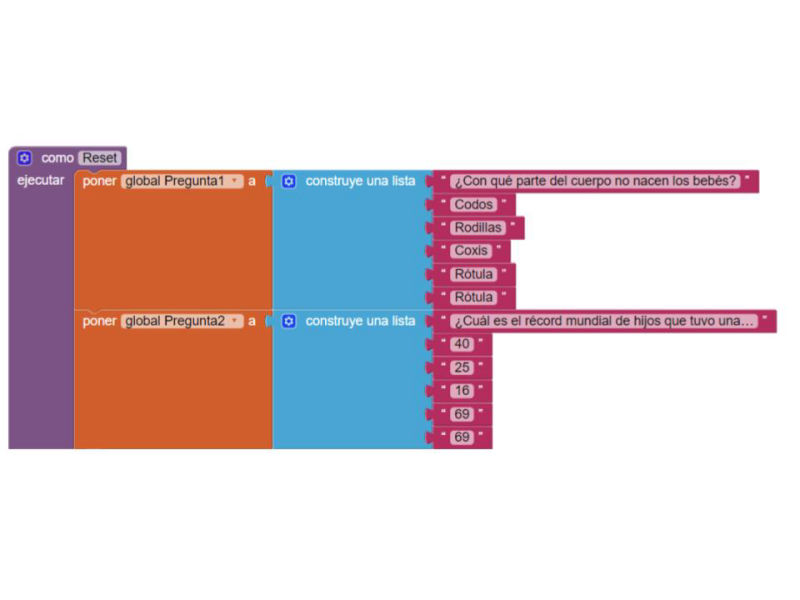 como Reset
ejecutar poner global Pregunta1 a construye una lista " ¿Con qué parte del cuerpo no nacen los bebés? "
" Codos "
" Rodillas "
" Coxis "
" Rótula "
" Rótula "
poner global Pregunta2 a construye una lista " ¿Cuál es el récord mundial de hijos que tuvo una... "
" 40 "
" 25 "
" 16 "
" 69 "
" 69 "